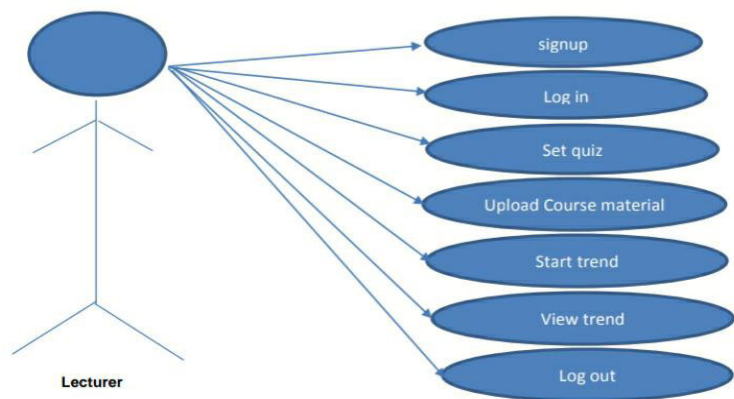 signup
Log in
Set quiz
Upload Course material
Start trend
View trend
Log out
Lecturer